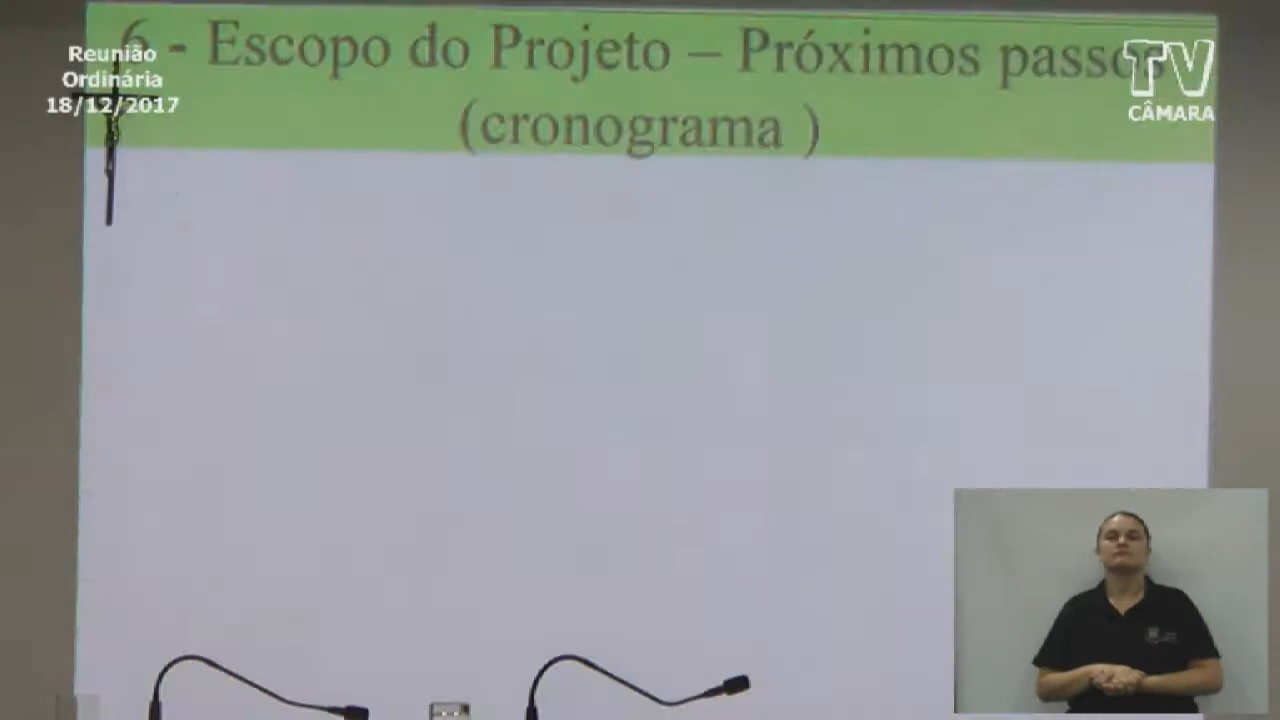 6 - Escopo do Projeto – Próximos passos
(cronograma )
Reunião
Ordinária
18/12/2017
TV
CÂMARA